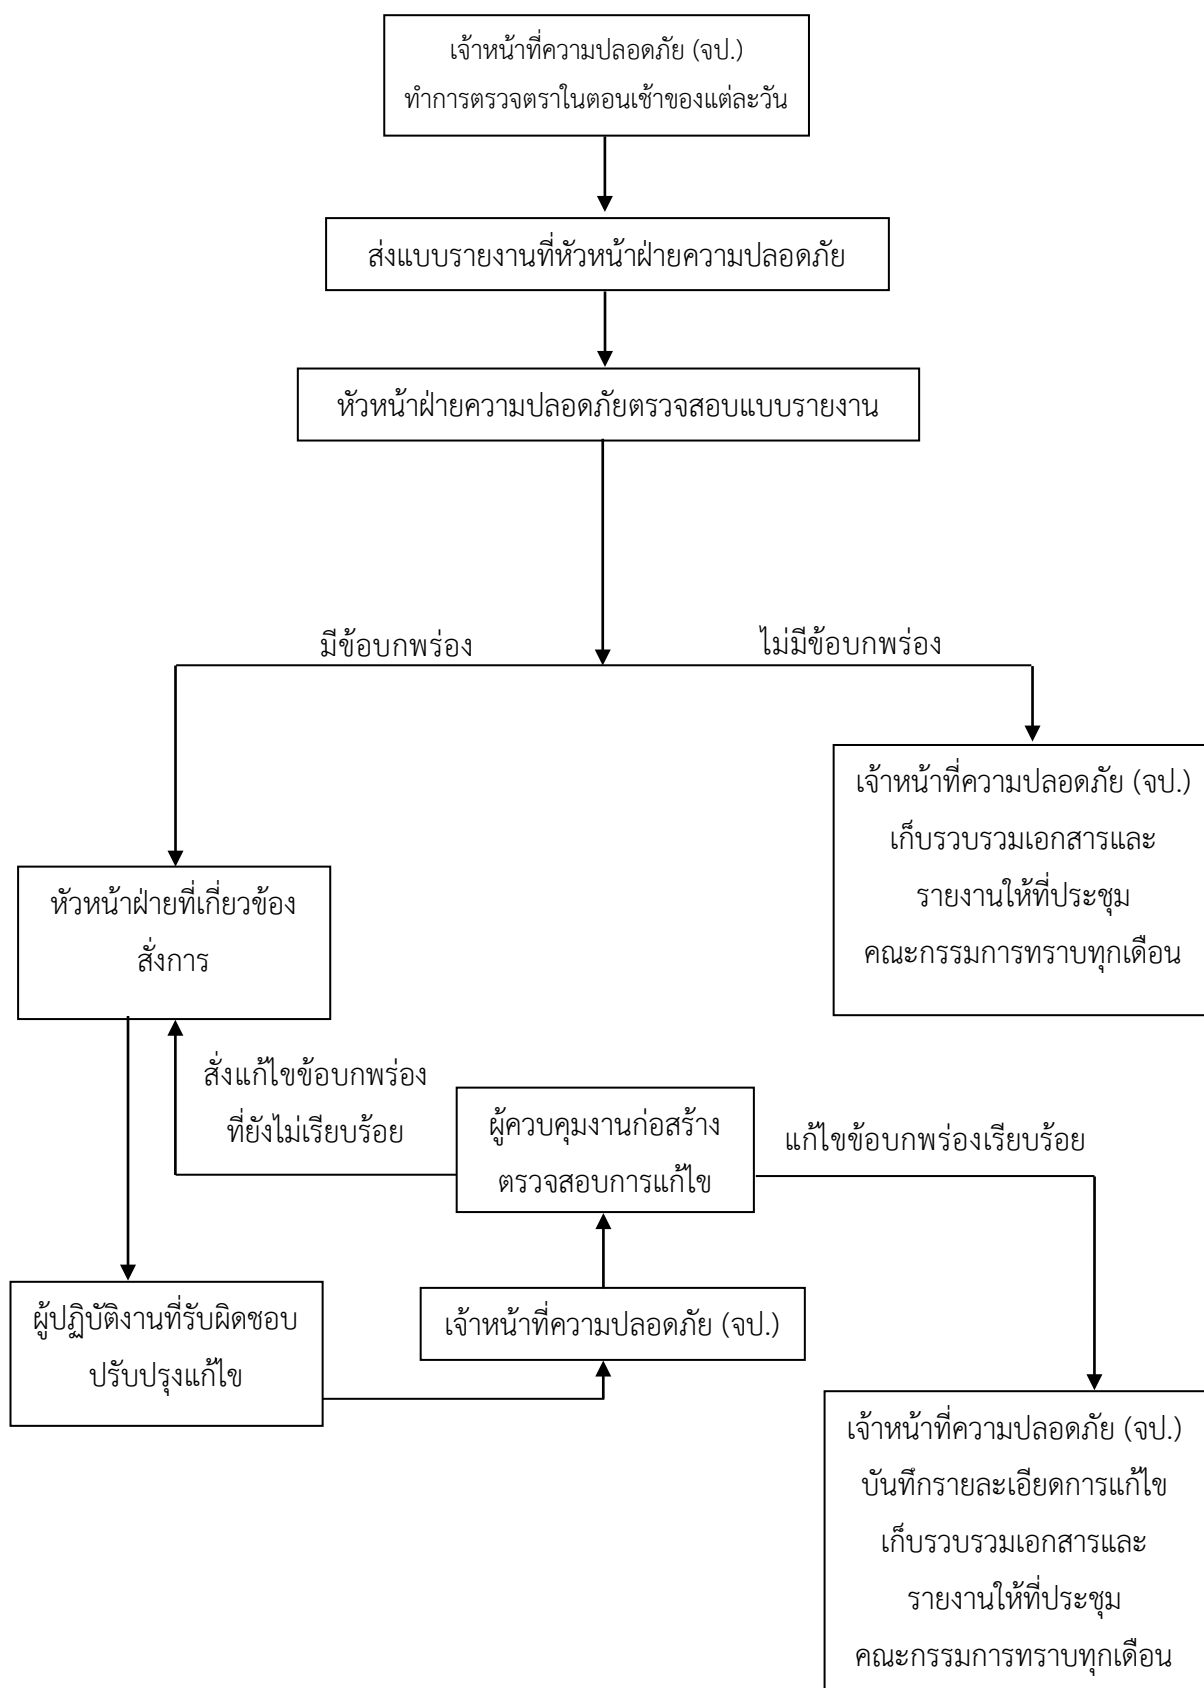 เจ้าหน้าที่ความปลอดภัย (จป.)
ทำการตรวจตราในตอนเช้าของแต่ละวัน
ส่งแบบรายงานที่หัวหน้าฝ่ายความปลอดภัย
หัวหน้าฝ่ายความปลอดภัยตรวจสอบแบบรายงาน
มีข้อบกพร่อง
ไม่มีข้อบกพร่อง
เจ้าหน้าที่ความปลอดภัย (จป.)
เก็บรวบรวมเอกสารและ
รายงานให้ที่ประชุม
คณะกรรมการทราบทุกเดือน
หัวหน้าฝ่ายที่เกี่ยวข้อง
สั่งการ
สั่งแก้ไขข้อบกพร่อง
ที่ยังไม่เรียบร้อย
ผู้ควบคุมงานก่อสร้าง
ตรวจสอบการแก้ไข
แก้ไขข้อบกพร่องเรียบร้อย
ผู้ปฏิบัติงานที่รับผิดชอบ
ปรับปรุงแก้ไข
เจ้าหน้าที่ความปลอดภัย (จป.)
เจ้าหน้าที่ความปลอดภัย (จป.)
บันทึกรายละเอียดการแก้ไข
เก็บรวบรวมเอกสารและ
รายงานให้ที่ประชุม
คณะกรรมการทราบทุกเดือน